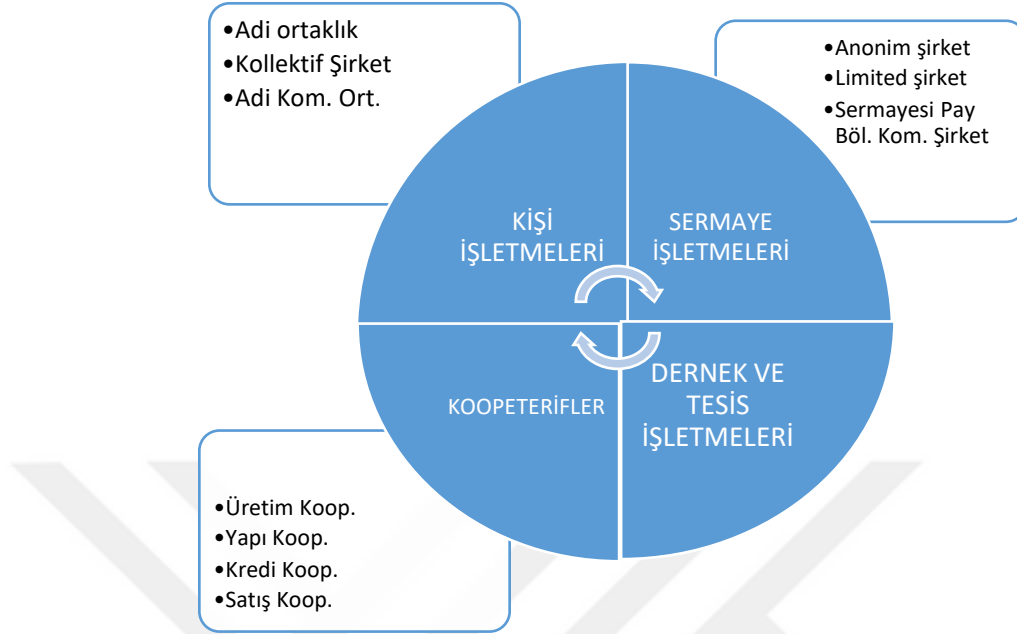 •Adi ortaklık
•Kollektif Şirket
•Adi Kom. Ort.
•Anonim şirket
•Limited şirket
•Sermayesi Pay
Böl. Kom. Şirket
KİŞİ
İŞLETMELERİ
SERMAYE
İŞLETMELERİ
KOOPETERİFLER
DERNEK VE
TESİS
İŞLETMELERİ
•Üretim Koop.
•Yapı Koop.
•Kredi Koop.
•Satış Koop.